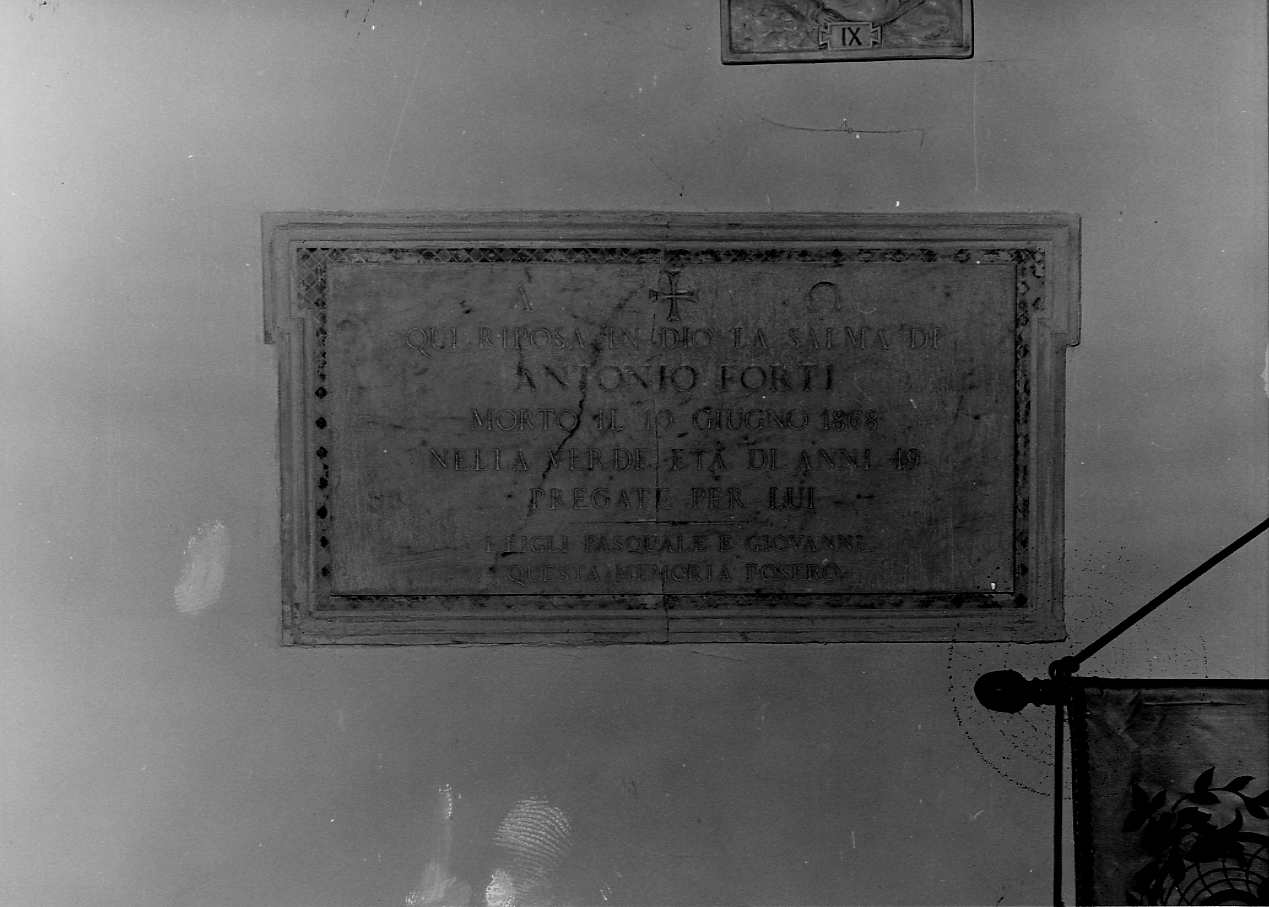 IX
Α Ω
QUI RIPOSA IN DIO LA SALMA DI
ANTONIO FORTI
MORTO IL 10 GIUGNO 1868
NELLA VERDE ETÀ DI ANNI 49
PREGATE PER LUI
I FIGLI PASQUALE E GIOVANNI
QUESTA MEMORIA POSERO